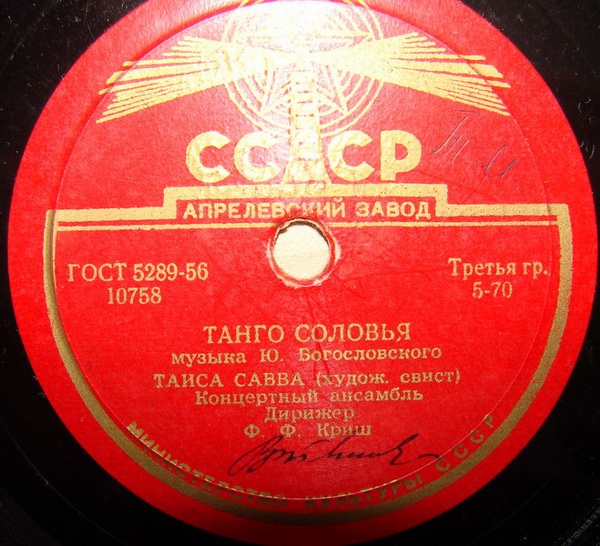 СССР
АПРЕЛЕВСКИЙ ЗАВОД
ГОСТ 5289-56
10758
Третья гр.
5-70
ТАНГО СОЛОВЬЯ
музыка Ю. Богословского
ТАИСА САВВА (худож. свист)
Концертный ансамбль
Дирижер
Ф. Ф. Криш
МИНИСТЕРСТВО КУЛЬТУРЫ СССР